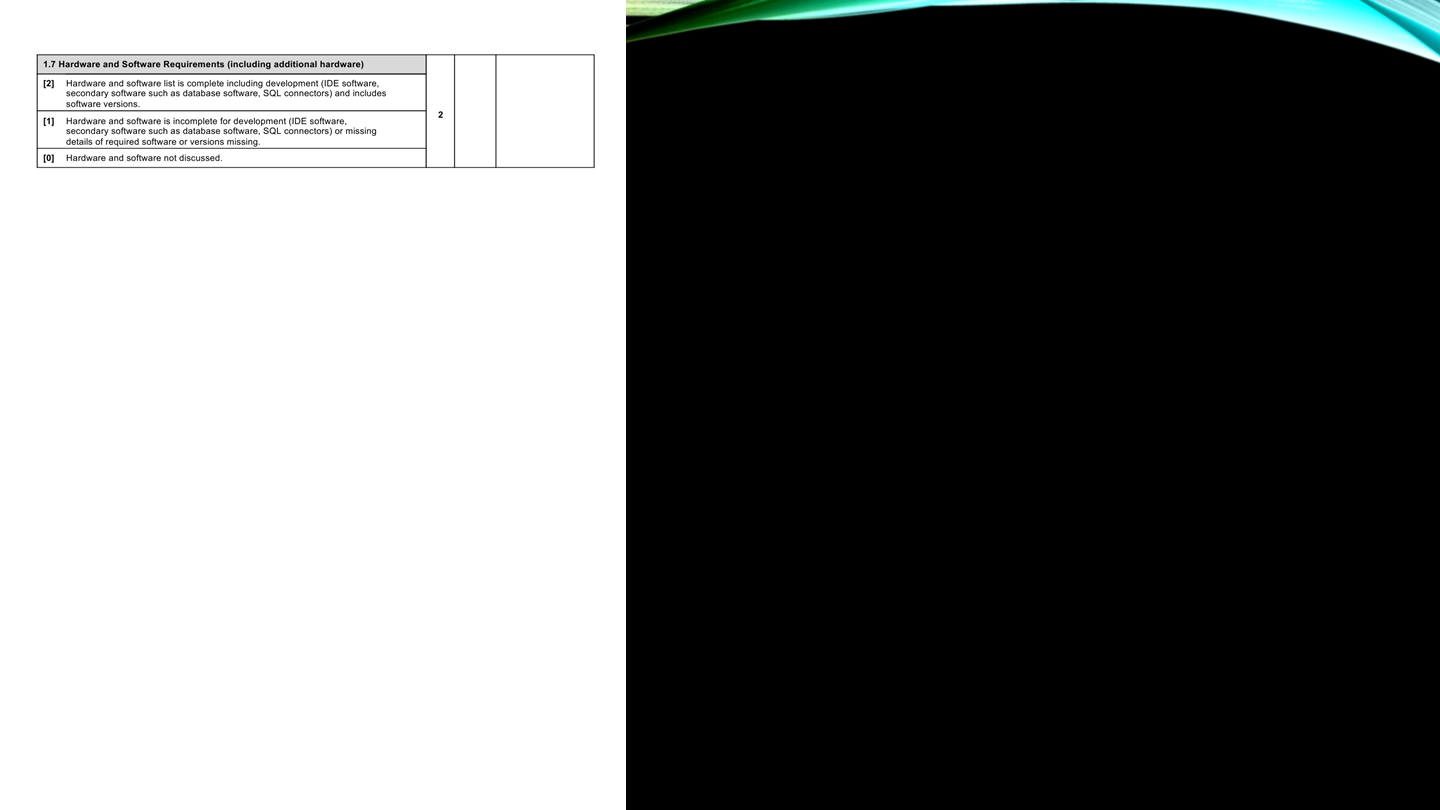 1.7 Hardware and Software Requirements (including additional hardware)
[2] Hardware and software list is complete including development (IDE software,
secondary software such as database software, SQL connectors) and includes
software versions.
[1] Hardware and software is incomplete for development (IDE software,
secondary software such as database software, SQL connectors) or missing
details of required software or versions missing.
[0] Hardware and software not discussed.
2